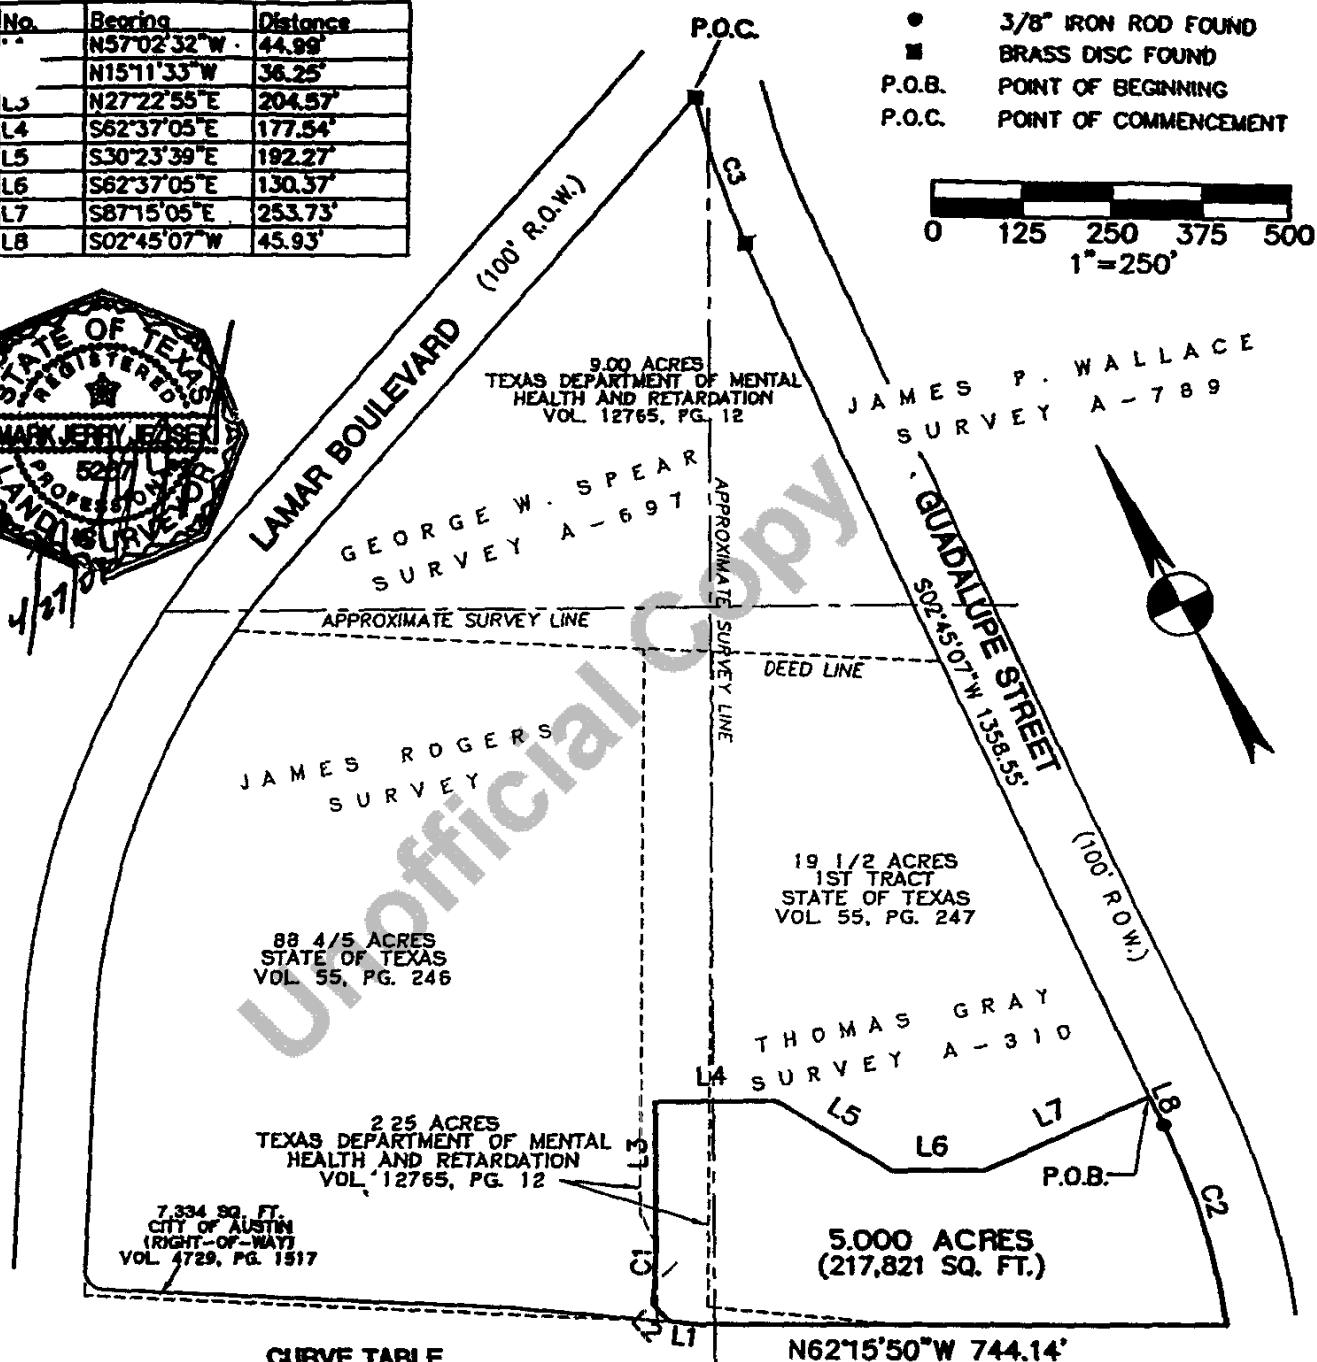 No. Bearing Distance
N57°02'32"W 44.99'
N15°11'33"W 36.25'
L3 N27°22'55"E 204.57'
L4 S62°37'05"E 177.54'
L5 S30°23'39"E 192.27'
L6 S62°37'05"E 130.37'
L7 S87°15'05"E 253.73'
L8 S02°45'07"W 45.93'
P.O.C.
3/8" IRON ROD FOUND
BRASS DISC FOUND
P.O.B. POINT OF BEGINNING
P.O.C. POINT OF COMMENCEMENT
0 125 250 375 500
1"=250'
C3
(100' R.O.W.)
LAMAR BOULEVARD
STATE OF TEXAS
REGISTERED
MARK JERRY JEZISEK
PROFESSIONAL
LAND SURVEYOR
9.00 ACRES
TEXAS DEPARTMENT OF MENTAL
HEALTH AND RETARDATION
VOL. 12765, PG. 12
JAMES P. WALLACE
SURVEY A-789
GEORGE W. SPEAR
SURVEY A-697
APPROXIMATE SURVEY LINE
GUADALUPE STREET
S02°45'07"W 1358.55'
(100' ROW.)
APPROXIMATE SURVEY LINE
DEED LINE
JAMES ROGERS
SURVEY
Unofficial Copy
19 1/2 ACRES
1ST TRACT
STATE OF TEXAS
VOL. 55, PG. 247
88 4/5 ACRES
STATE OF TEXAS
VOL. 55, PG. 246
THOMAS GRAY
SURVEY A-310
L4
L5
L6
L7
L8
L3
P.O.B.
C2
2.25 ACRES
TEXAS DEPARTMENT OF MENTAL
HEALTH AND RETARDATION
VOL. 12765, PG. 12
7,334 SQ. FT.
CITY OF AUSTIN
(RIGHT-OF-WAY)
VOL. 4729, PG. 1517
C1
5.000 ACRES
(217,821 SQ. FT.)
L2
L1
N62°15'50"W 744.14'
CURVE TABLE